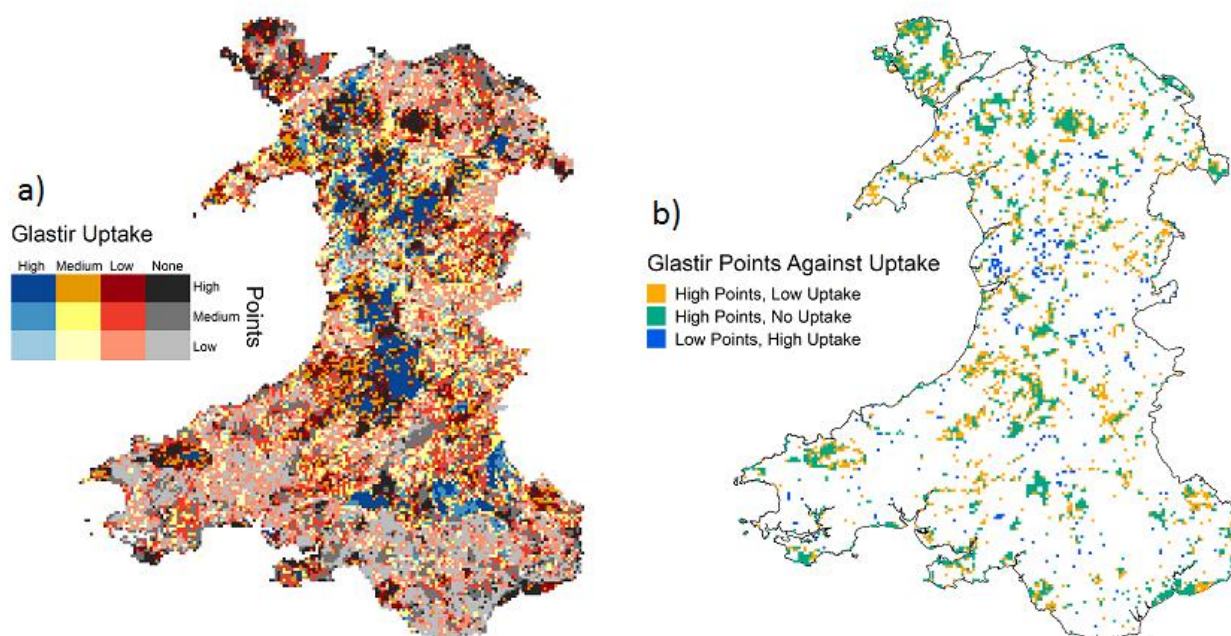 a)
Glastir Uptake
High Medium Low None
High
Medium
Low
Points
b)
Glastir Points Against Uptake
High Points, Low Uptake
High Points, No Uptake
Low Points, High Uptake